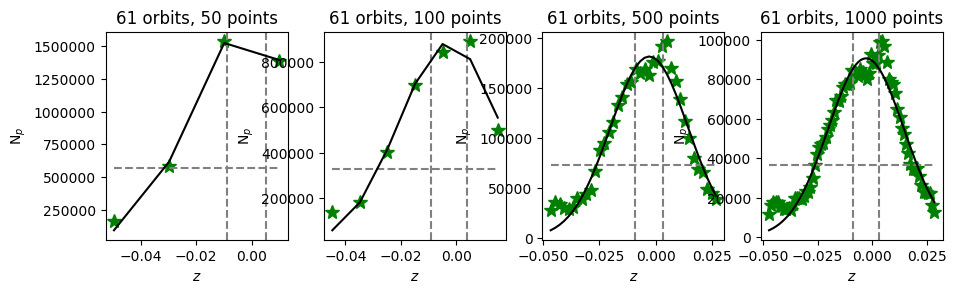 61 orbits, 50 points
61 orbits, 100 points
61 orbits, 500 points
61 orbits, 1000 points
N_p
1500000
1250000
1000000
750000
500000
250000
−0.04
−0.02
0.00
z
N_p
800000
600000
400000
200000
−0.04
−0.02
0.00
z
N_p
200000
150000
100000
50000
0
−0.050
−0.025
0.000
0.025
z
N_p
100000
80000
60000
40000
20000
0
−0.050
−0.025
0.000
0.025
z